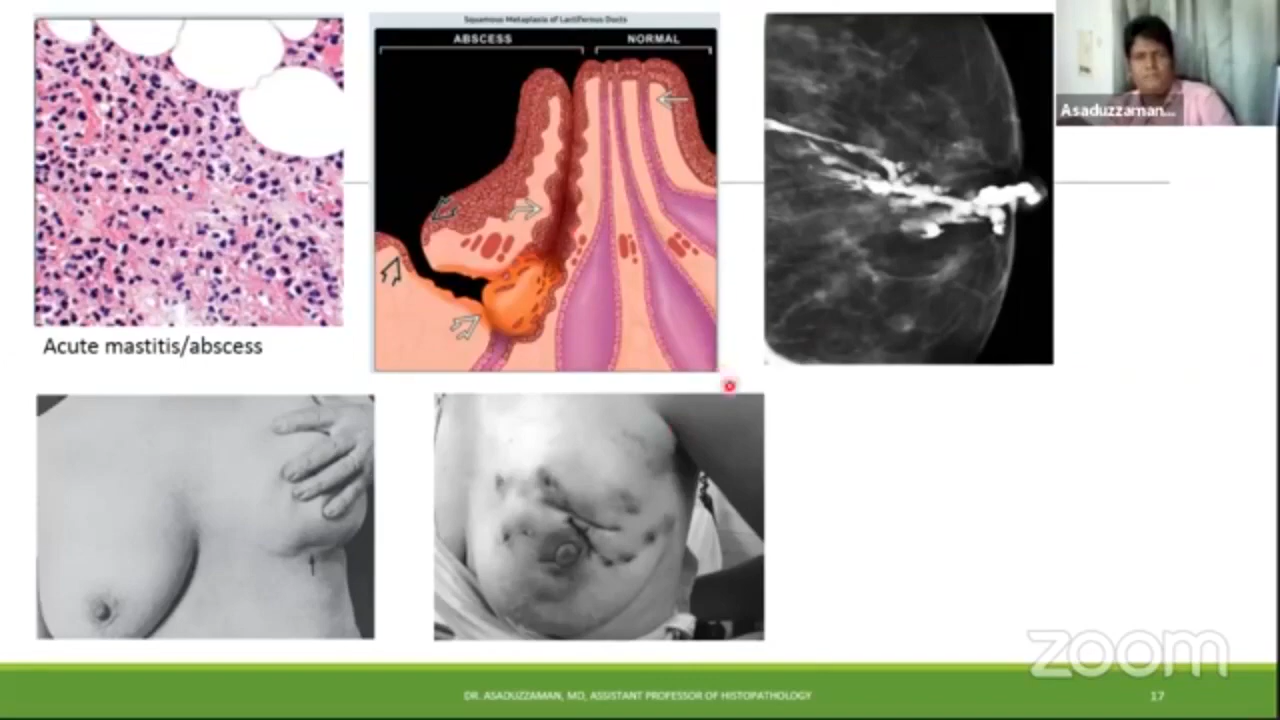 Squamous Metaplasia of Lactiferous Ducts
ABSCESS
NORMAL
Asaduzzaman...
Acute mastitis/abscess
zoom
DR. ASADUZZAMAN, MD, ASSISTANT PROFESSOR OF HISTOPATHOLOGY
17